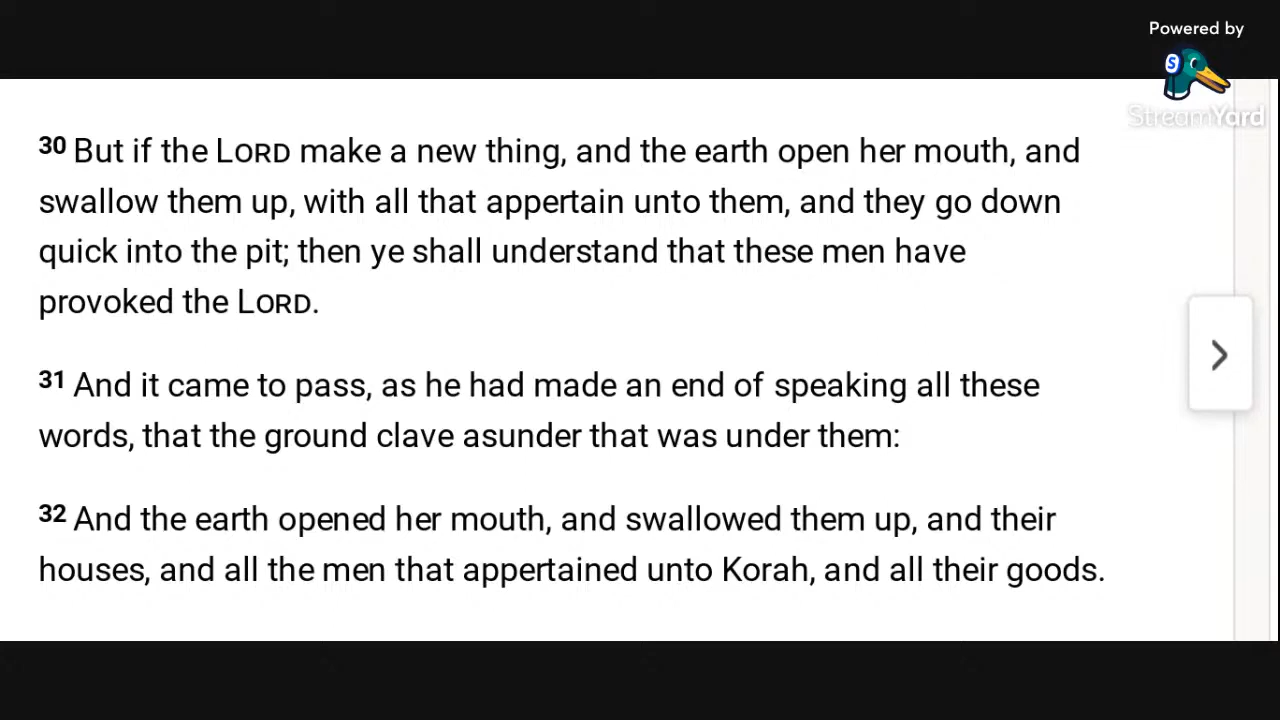 Powered by
S
StreamYard
30 But if the LORD make a new thing, and the earth open her mouth, and
swallow them up, with all that appertain unto them, and they go down
quick into the pit; then ye shall understand that these men have
provoked the LORD.
31 And it came to pass, as he had made an end of speaking all these
words, that the ground clave asunder that was under them:
32 And the earth opened her mouth, and swallowed them up, and their
houses, and all the men that appertained unto Korah, and all their goods.